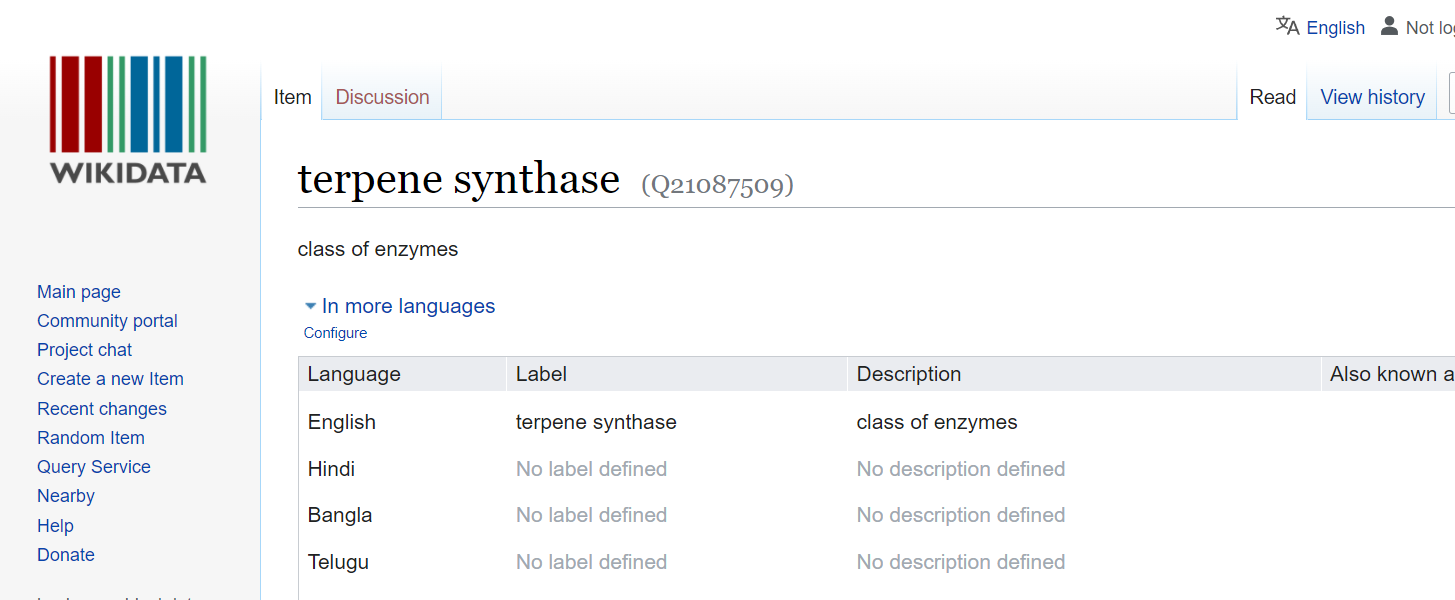 English Not
Item Discussion Read View history
WIKIDATA
terpene synthase (Q21087509)
class of enzymes
Main page
Community portal
Project chat
Create a new Item
Recent changes
Random Item
Query Service
Nearby
Help
Donate
In more languages
Configure
Language Label Description Also known
English terpene synthase class of enzymes
Hindi No label defined No description defined
Bangla No label defined No description defined
Telugu No label defined No description defined